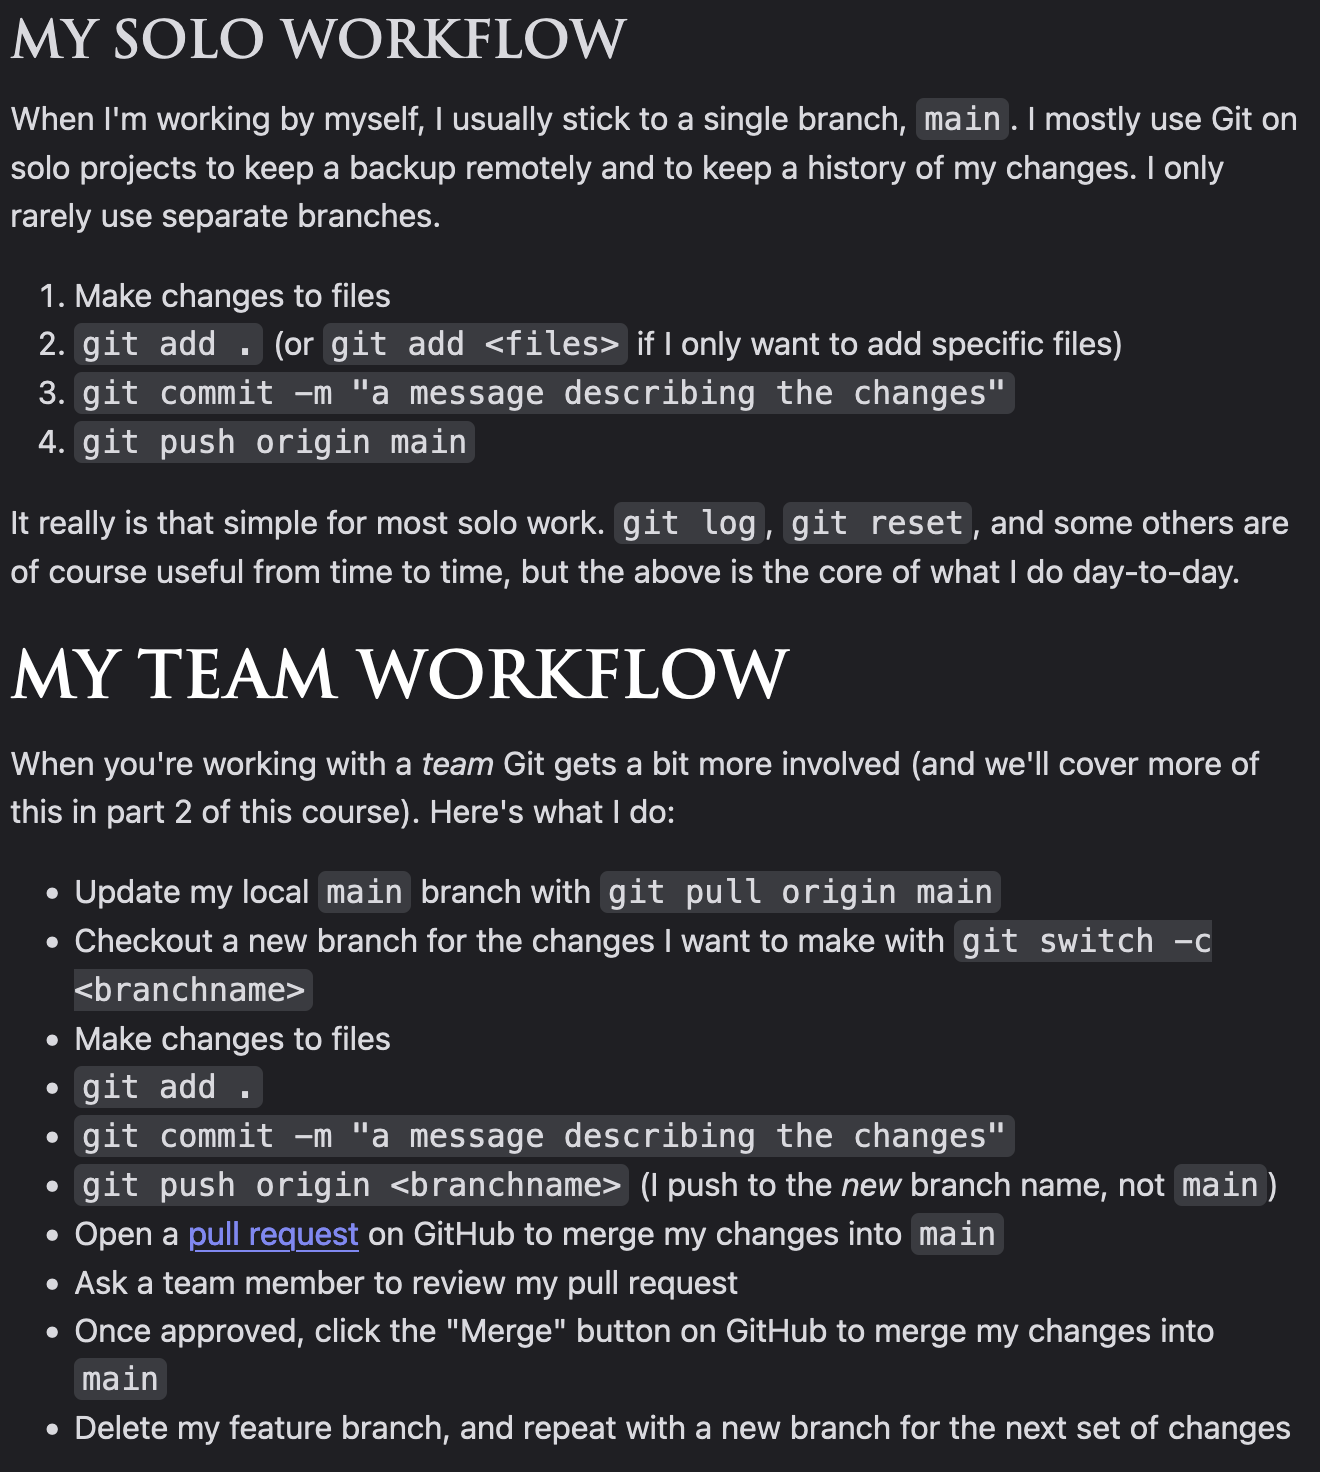 MY SOLO WORKFLOW
When I'm working by myself, I usually stick to a single branch, main. I mostly use Git on
solo projects to keep a backup remotely and to keep a history of my changes. I only
rarely use separate branches.
1. Make changes to files
2. git add . (or git add <files> if I only want to add specific files)
3. git commit -m "a message describing the changes"
4. git push origin main
It really is that simple for most solo work. git log, git reset, and some others are
of course useful from time to time, but the above is the core of what I do day-to-day.
MY TEAM WORKFLOW
When you're working with a team Git gets a bit more involved (and we'll cover more of
this in part 2 of this course). Here's what I do:
• Update my local main branch with git pull origin main
• Checkout a new branch for the changes I want to make with git switch -c
<branchname>
• Make changes to files
• git add .
• git commit -m "a message describing the changes"
• git push origin <branchname> (I push to the new branch name, not main)
• Open a pull request on GitHub to merge my changes into main
• Ask a team member to review my pull request
• Once approved, click the "Merge" button on GitHub to merge my changes into
main
• Delete my feature branch, and repeat with a new branch for the next set of changes